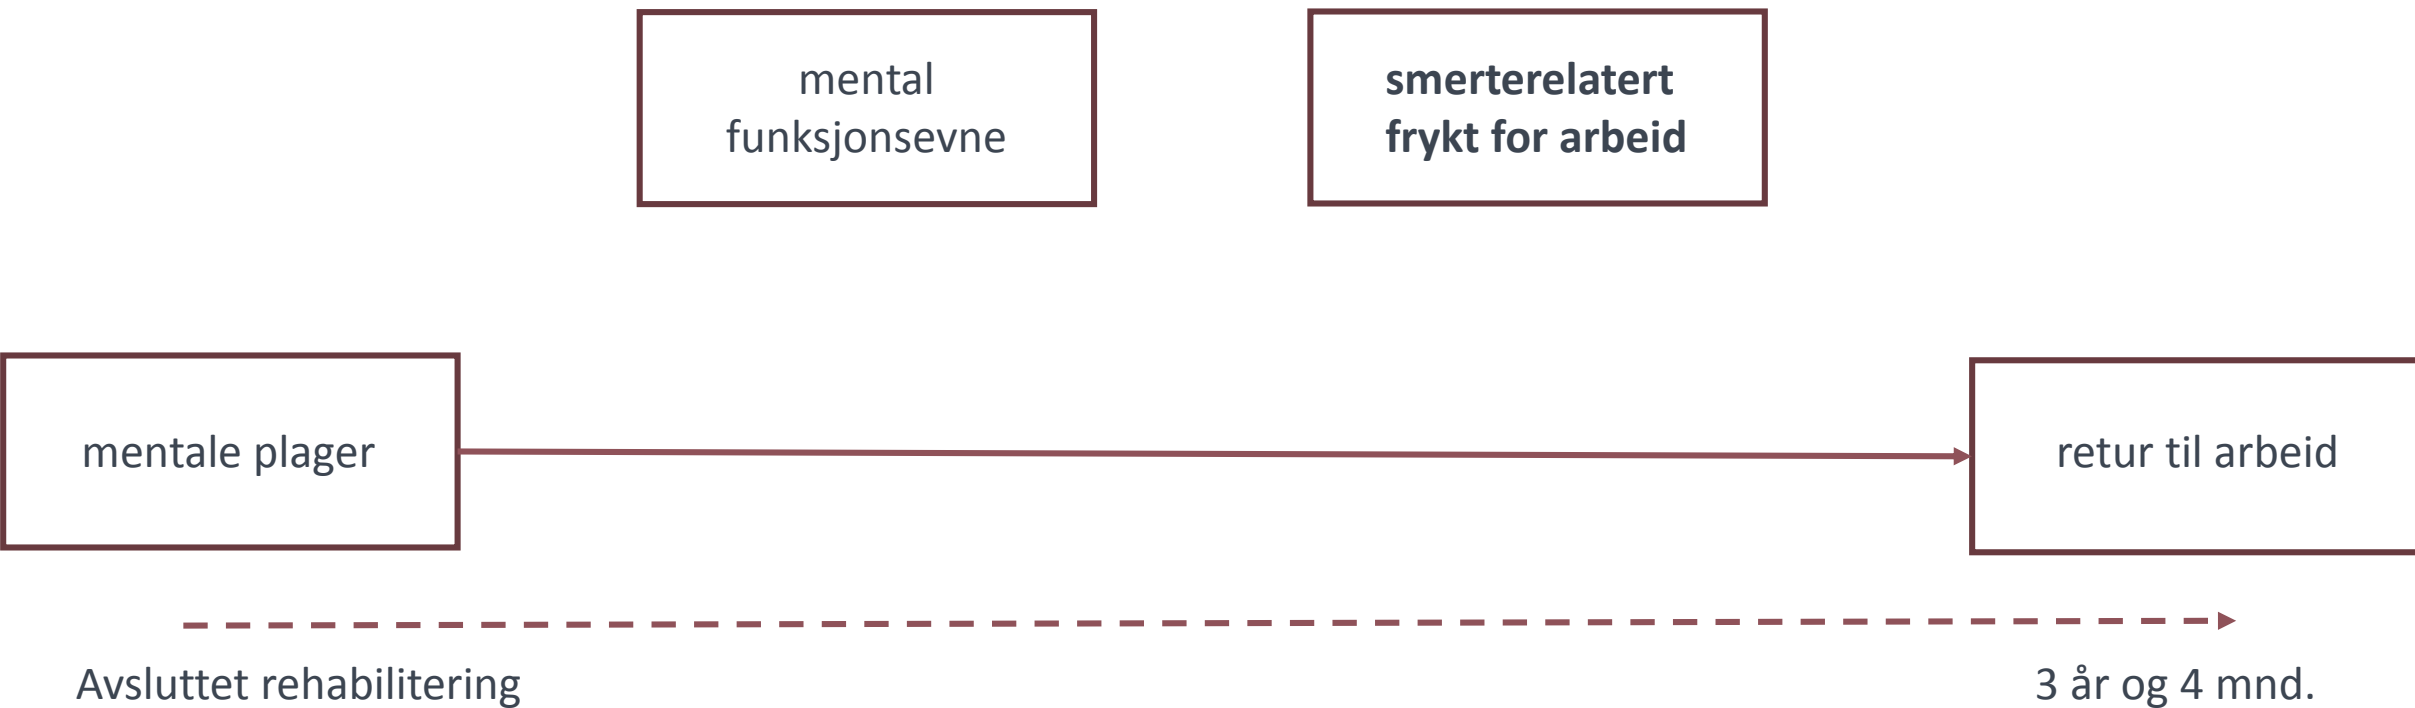 mental
funksjonsevne
smerterelatert
frykt for arbeid
mentale plager
retur til arbeid
Avsluttet rehabilitering
3 år og 4 mnd.